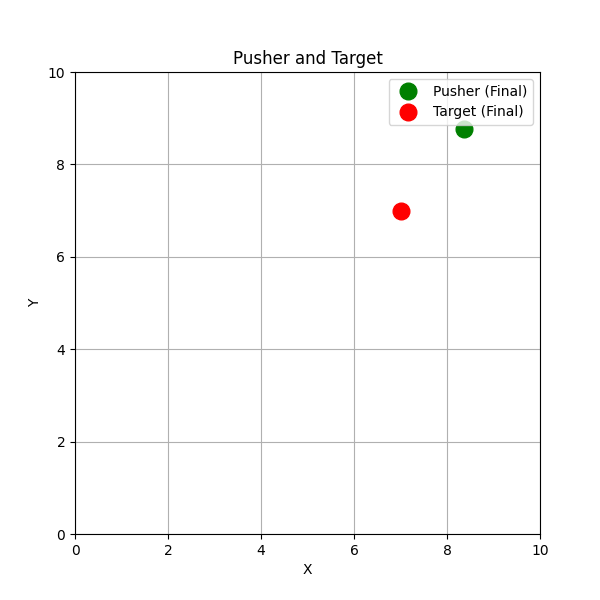 Pusher and Target
Pusher (Final)
Target (Final)
10
8
6
4
2
0
Y
0 2 4 6 8 10
X